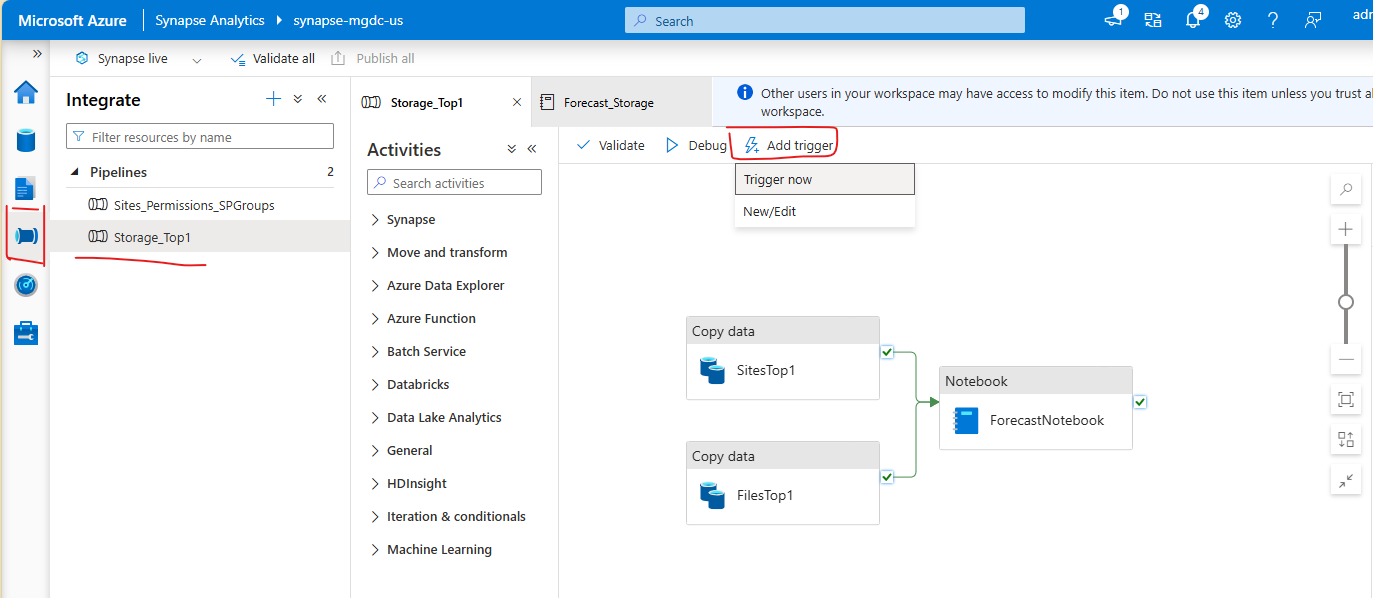 Microsoft Azure
Synapse Analytics
synapse-mgdc-us
Search
1
4
adr
Synapse live
Validate all
Publish all
Integrate
Filter resources by name
Pipelines
2
Sites_Permissions_SPGroups
Storage_Top1
Storage_Top1
Forecast_Storage
Other users in your workspace may have access to modify this item. Do not use this item unless you trust al
workspace.
Activities
Search activities
Synapse
Move and transform
Azure Data Explorer
Azure Function
Batch Service
Databricks
Data Lake Analytics
General
HDInsight
Iteration & conditionals
Machine Learning
Validate
Debug
Add trigger
Trigger now
New/Edit
Copy data
SitesTop1
Copy data
FilesTop1
Notebook
ForecastNotebook